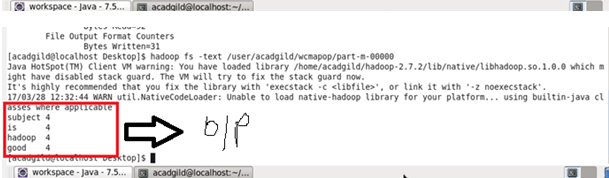 workspace - Java - 7.5... acadgild@localhost:~/...
File Output Format Counters
Bytes Written=31
[acadgild@localhost Desktop]$ hadoop fs -text /user/acadgild/wcmapop/part-m-00000
Java HotSpot(TM) Client VM warning: You have loaded library /home/acadgild/hadoop-2.7.2/lib/native/libhadoop.so.1.0.0 which m
ight have disabled stack guard. The VM will try to fix the stack guard now.
It's highly recommended that you fix the library with 'execstack -c <libfile>', or link it with '-z noexecstack'.
17/03/28 12:32:44 WARN util.NativeCodeLoader: Unable to load native-hadoop library for your platform... using builtin-java cl
asses where applicable
subject 4
is 4
hadoop 4
good 4
o/p
[acadgild@localhost Desktop]$
workspace - Java - 7.5... acadgild@localhost:~/...